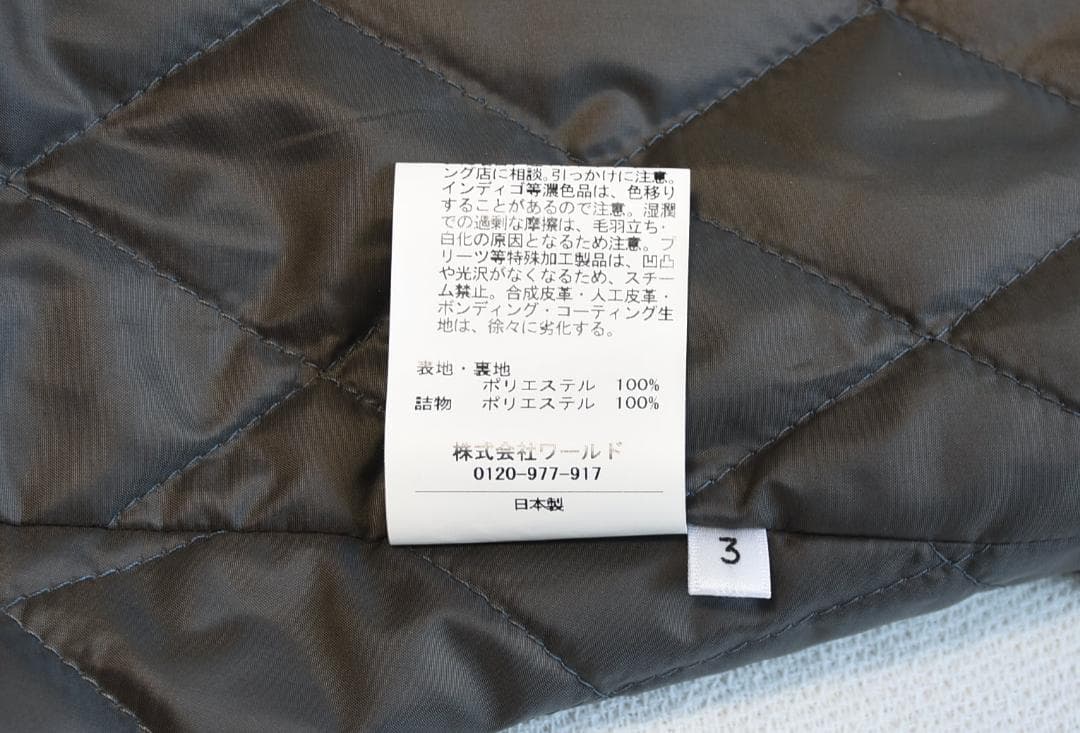 ング店に相談。引っかけに注意。
インディゴ等濃色品は、色移り
することがあるので注意。湿潤
での過剰な摩擦は、毛羽立ち・
白化の原因となるため注意。プ
リーツ等特殊加工製品は、凹凸
や光沢がなくなるため、スチー
ム禁止。合成皮革・人工皮革・
ボンディング・コーティング生
地は、徐々に劣化する。
表地・裏地
ポリエステル 100%
詰物 ポリエステル 100%
株式会社ワールド
0120-977-917
日本製
3